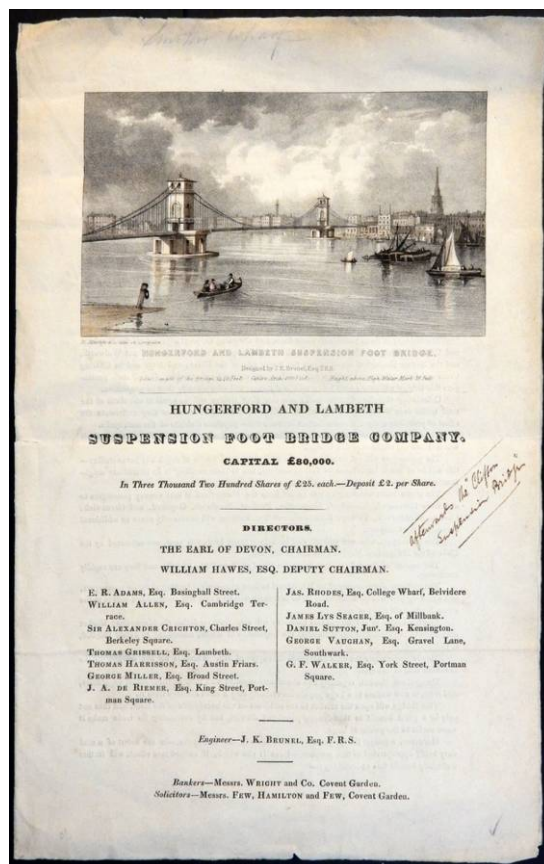 HUNGERFORD AND LAMBETH SUSPENSION FOOT BRIDGE.
HUNGERFORD AND LAMBETH
SUSPENSION FOOT BRIDGE COMPANY.
CAPITAL £80,000.
In Three Thousand Two Hundred Shares of £25. each.—Deposit £2. per Share.
afterwards the Clifton
Suspension Bridge
DIRECTORS.
THE EARL OF DEVON, CHAIRMAN.
WILLIAM HAWES, ESQ. DEPUTY CHAIRMAN.
E. R. ADAMS, Esq. Basinghall Street.
WILLIAM ALLEN, Esq. Cambridge Ter-
race.
SIR ALEXANDER CRICHTON, Charles Street,
Berkeley Square.
THOMAS GRISSELL, Esq. Lambeth.
THOMAS HARRISSON, Esq. Austin Friars.
GEORGE MILLER, Esq. Broad Street.
J. A. DE RIEMER, Esq. King Street, Port-
man Square.
JAS. RHODES, Esq. College Wharf, Belvidere
Road.
JAMES LYS SEAGER, Esq. of Millbank.
DANIEL SUTTON, Junr. Esq. Kensington.
GEORGE VAUGHAN, Esq. Gravel Lane,
Southwark.
G. F. WALKER, Esq. York Street, Portman
Square.
Engineer—J. K. BRUNEL, Esq. F.R.S.
Bankers—Messrs. WRIGHT and Co. Covent Garden.
Solicitors—Messrs. FEW, HAMILTON and FEW, Covent Garden.